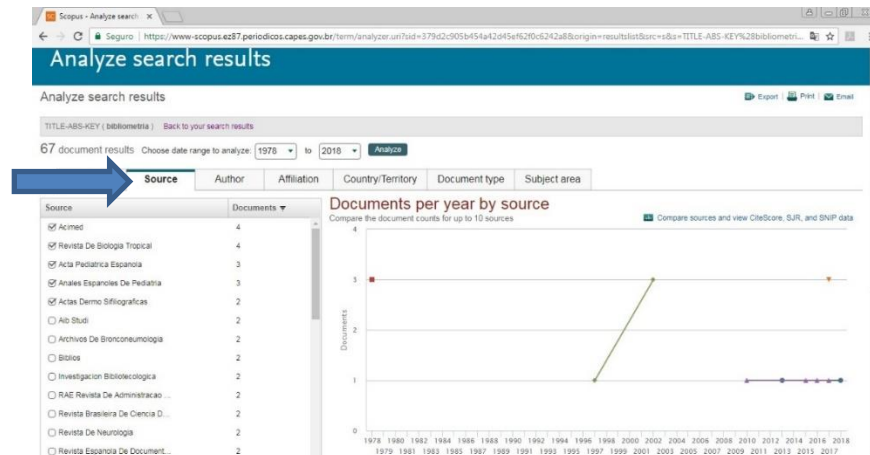 Scopus - Analyze search
Seguro | https://www-scopus.ez87.periodicos.capes.gov.br/term/analyzer.uri?sid=379d2c905b454a42d45ef62f0c6242a8&origin=resultslist&src=s&s=TITLE-ABS-KEY%28bibliometri...
Analyze search results
Analyze search results
Export | Print | Email
TITLE-ABS-KEY ( bibliometria ) Back to your search results
67 document results Choose date range to analyze: 1978 to 2018 Analyze
Source Author Affiliation Country/Territory Document type Subject area
Source Documents
Acimed 4
Revista De Biologia Tropical 4
Acta Pediatrica Espanola 3
Anales Espanoles De Pediatria 3
Actas Dermo Sifiliograficas 2
Aib Studi 2
Archivos De Bronconeumologia 2
Biblios 2
Investigacion Bibliotecologica 2
RAE Revista De Administracao ... 2
Revista Brasileira De Ciencia D... 2
Revista De Neurologia 2
Revista Espanola De Document... 2
Documents per year by source
Compare the document counts for up to 10 sources
Compare sources and view CiteScore, SJR, and SNIP data
4
3
2
1
0
Documents
1978 1980 1982 1984 1986 1988 1990 1992 1994 1996 1998 2000 2002 2004 2006 2008 2010 2012 2014 2016 2018
1979 1981 1983 1985 1987 1989 1991 1993 1995 1997 1999 2001 2003 2005 2007 2009 2011 2013 2015 2017